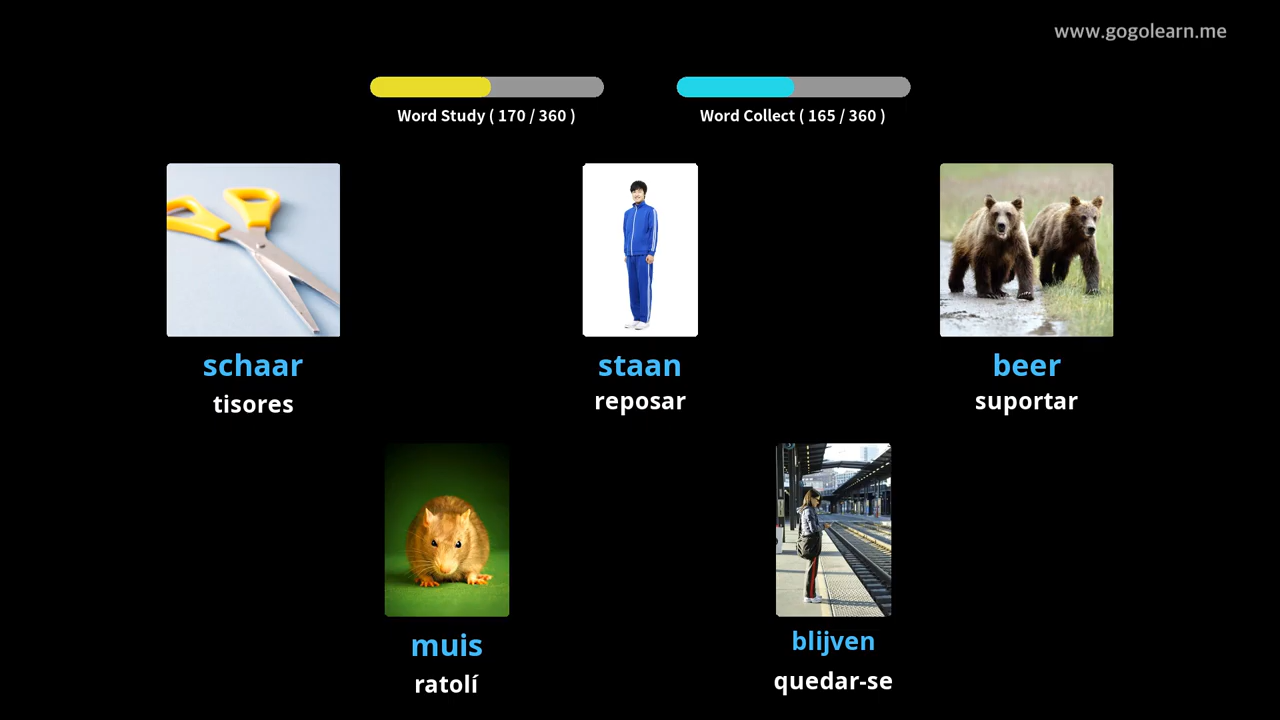 www.gogolearn.me
Word Study ( 170 / 360 )
Word Collect ( 165 / 360 )
schaar
tisores
staan
reposar
beer
suportar
muis
ratolí
blijven
quedar-se